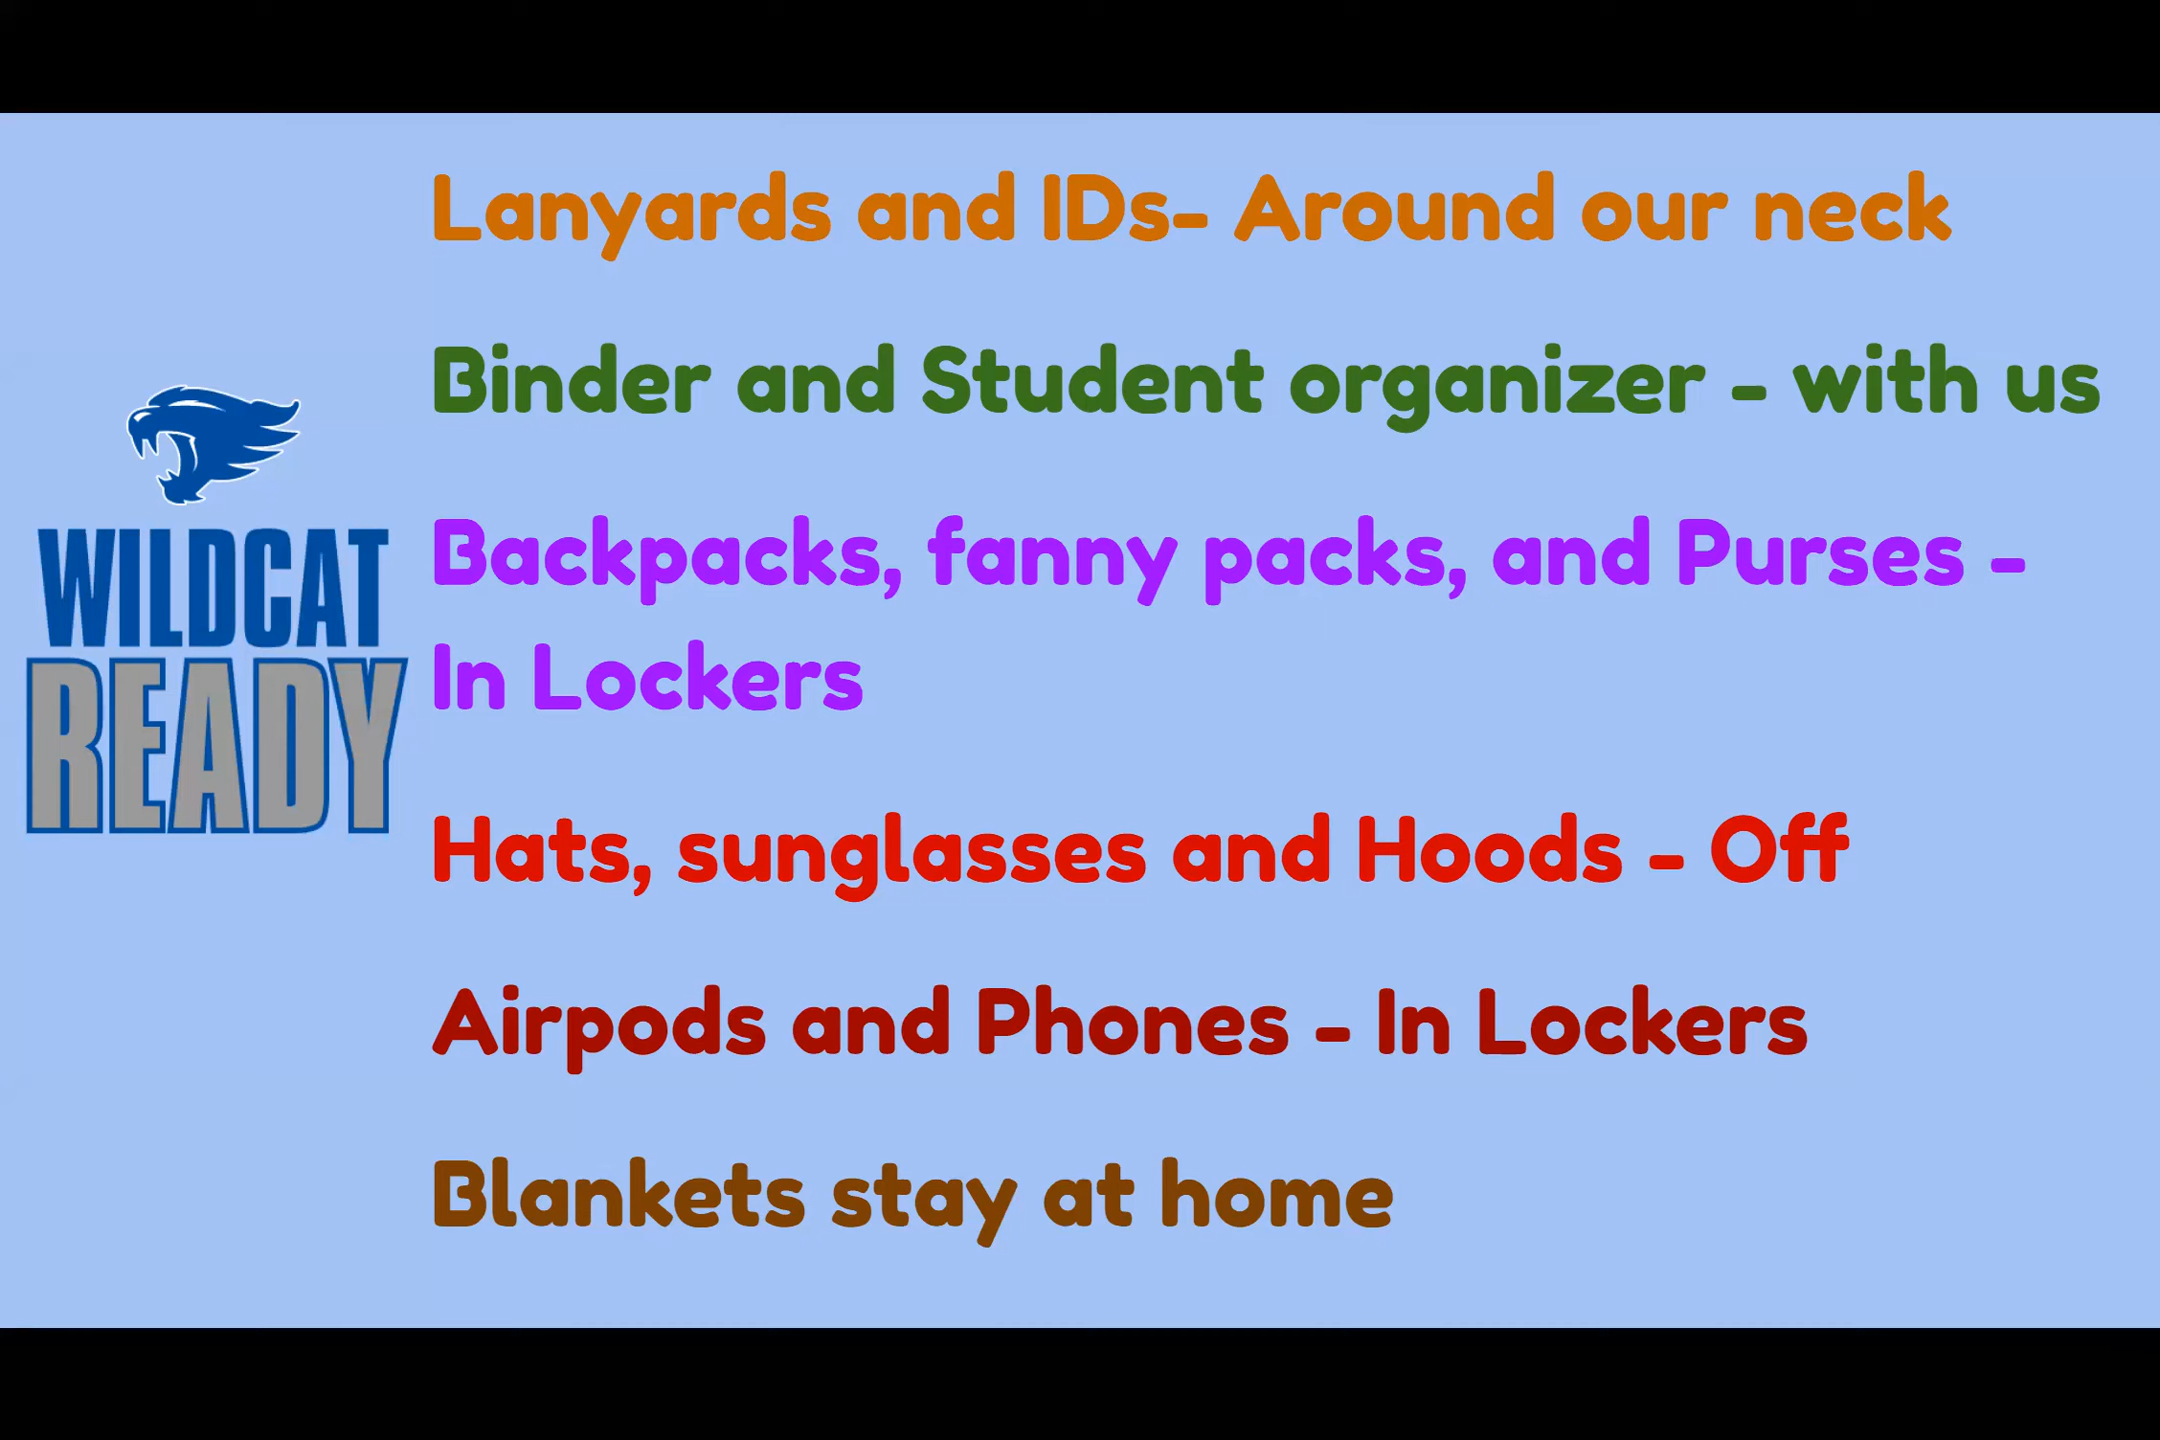 Lanyards and IDs- Around our neck
Binder and Student organizer - with us
WILDCAT
READY
Backpacks, fanny packs, and Purses -
In Lockers
Hats, sunglasses and Hoods - Off
Airpods and Phones - In Lockers
Blankets stay at home